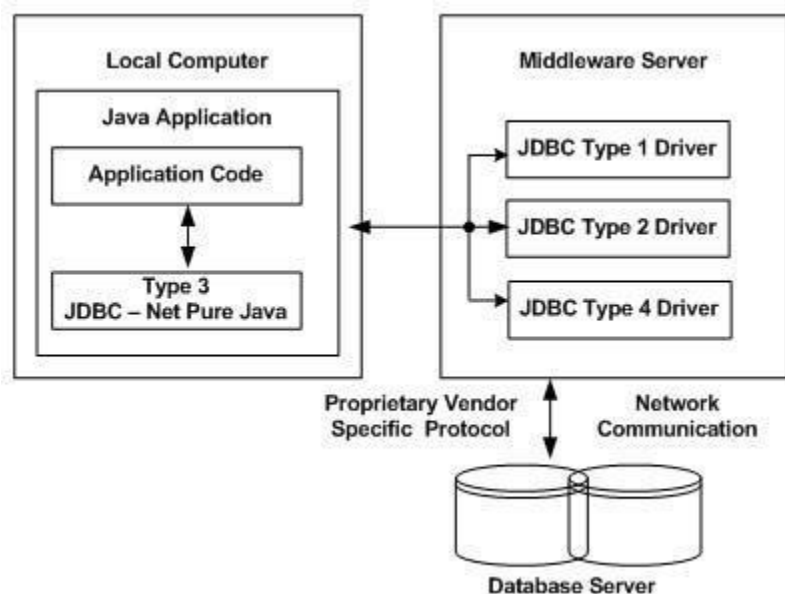 Local Computer
Java Application
Application Code
Type 3
JDBC – Net Pure Java
Middleware Server
JDBC Type 1 Driver
JDBC Type 2 Driver
JDBC Type 4 Driver
Proprietary Vendor
Specific Protocol
Network
Communication
Database Server